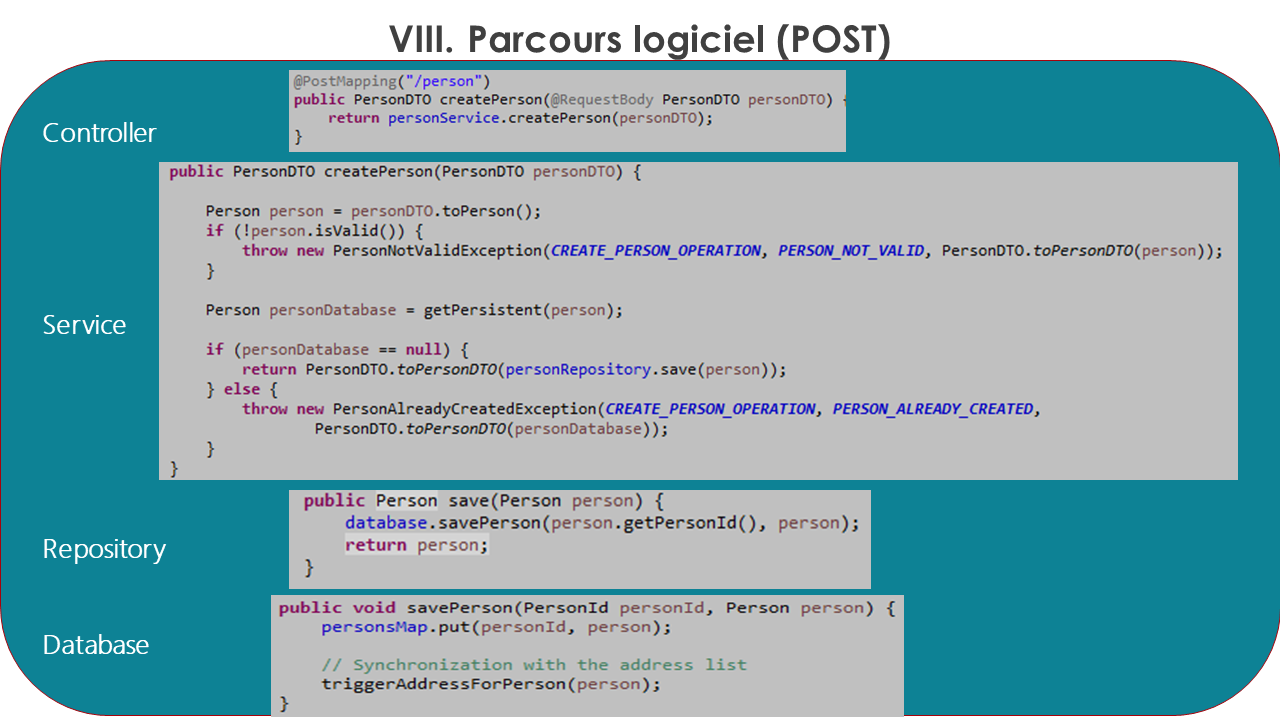 VIII. Parcours logiciel (POST)
Controller
@PostMapping("/person")
public PersonDTO createPerson(@RequestBody PersonDTO personDTO) {
return personService.createPerson(personDTO);
}
Service
public PersonDTO createPerson(PersonDTO personDTO) {
Person person = personDTO.toPerson();
if (!person.isValid()) {
throw new PersonNotValidException(CREATE_PERSON_OPERATION, PERSON_NOT_VALID, PersonDTO.toPersonDTO(person));
}
Person personDatabase = getPersistent(person);
if (personDatabase == null) {
return PersonDTO.toPersonDTO(personRepository.save(person));
} else {
throw new PersonAlreadyCreatedException(CREATE_PERSON_OPERATION, PERSON_ALREADY_CREATED,
PersonDTO.toPersonDTO(personDatabase));
}
}
Repository
public Person save(Person person) {
database.savePerson(person.getPersonId(), person);
return person;
}
Database
public void savePerson(PersonId personId, Person person) {
personsMap.put(personId, person);
// Synchronization with the address list
triggerAddressForPerson(person);
}